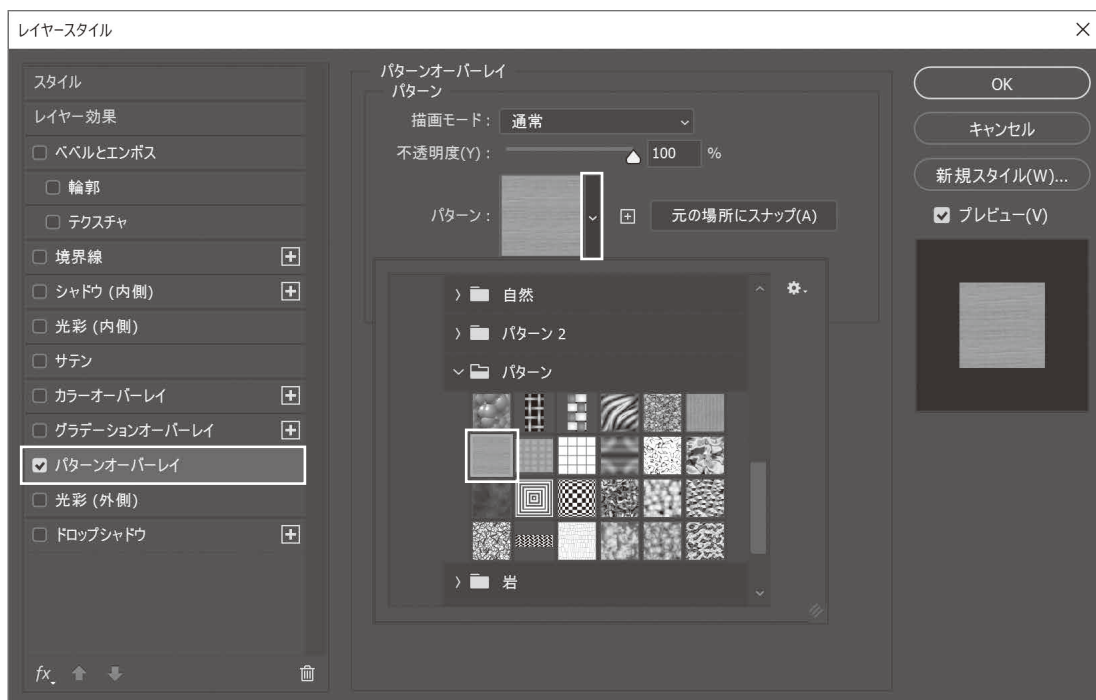 レイヤースタイル
スタイル
レイヤー効果
ベベルとエンボス
輪郭
テクスチャ
境界線
シャドウ (内側)
光彩 (内側)
サテン
カラーオーバーレイ
グラデーションオーバーレイ
パターンオーバーレイ
光彩 (外側)
ドロップシャドウ
fx
パターンオーバーレイ
パターン
描画モード: 通常
不透明度(Y): 100 %
パターン: 元の場所にスナップ(A)
自然
パターン 2
パターン
岩
OK
キャンセル
新規スタイル(W)...
プレビュー(V)